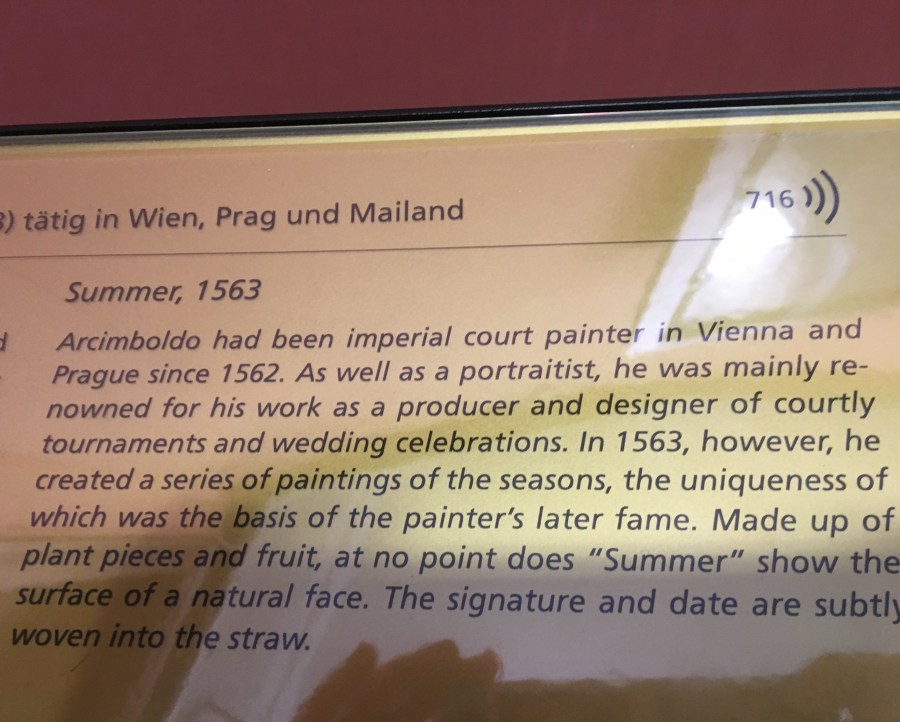 3) tätig in Wien, Prag und Mailand
716
Summer, 1563
d Arcimboldo had been imperial court painter in Vienna and
Prague since 1562. As well as a portraitist, he was mainly re-
nowned for his work as a producer and designer of courtly
tournaments and wedding celebrations. In 1563, however, he
created a series of paintings of the seasons, the uniqueness of
which was the basis of the painter's later fame. Made up of
plant pieces and fruit, at no point does “Summer” show the
surface of a natural face. The signature and date are subtly
woven into the straw.